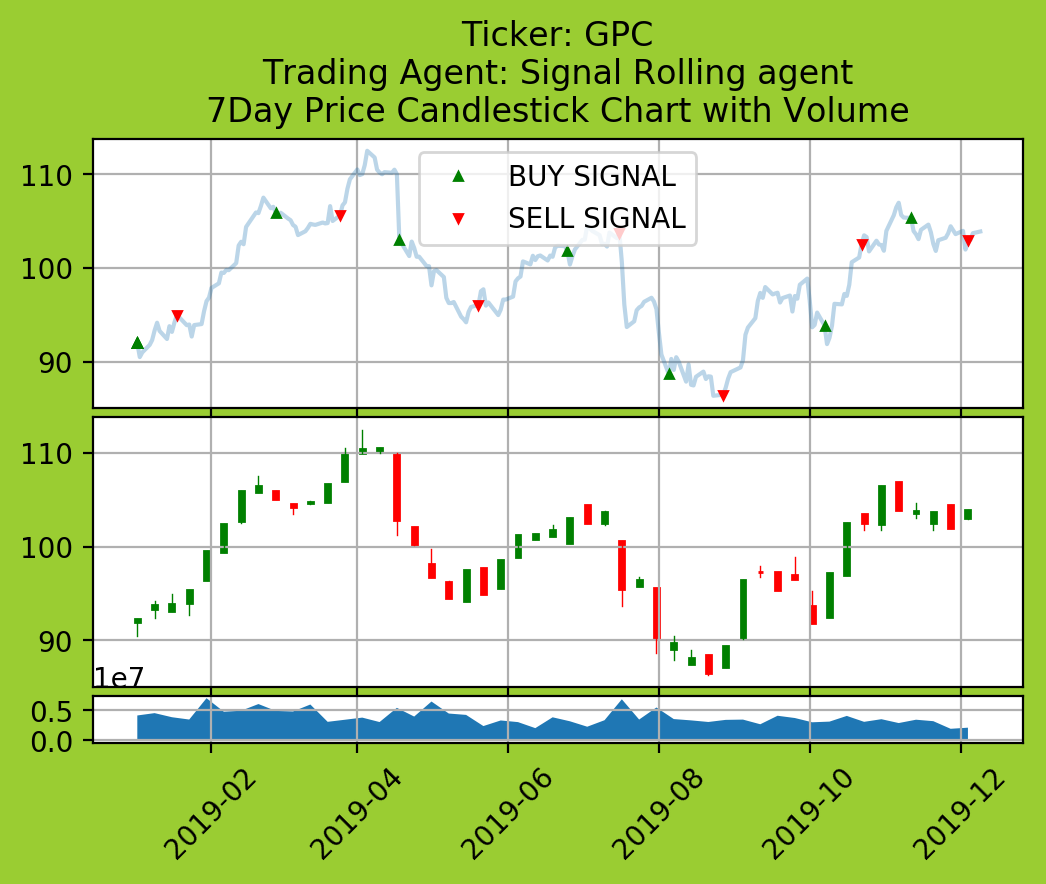 Ticker: GPC
Trading Agent: Signal Rolling agent
7Day Price Candlestick Chart with Volume
BUY SIGNAL
SELL SIGNAL
110
100
90
110
100
90
1e7
0.5
0.0
2019-02
2019-04
2019-06
2019-08
2019-10
2019-12